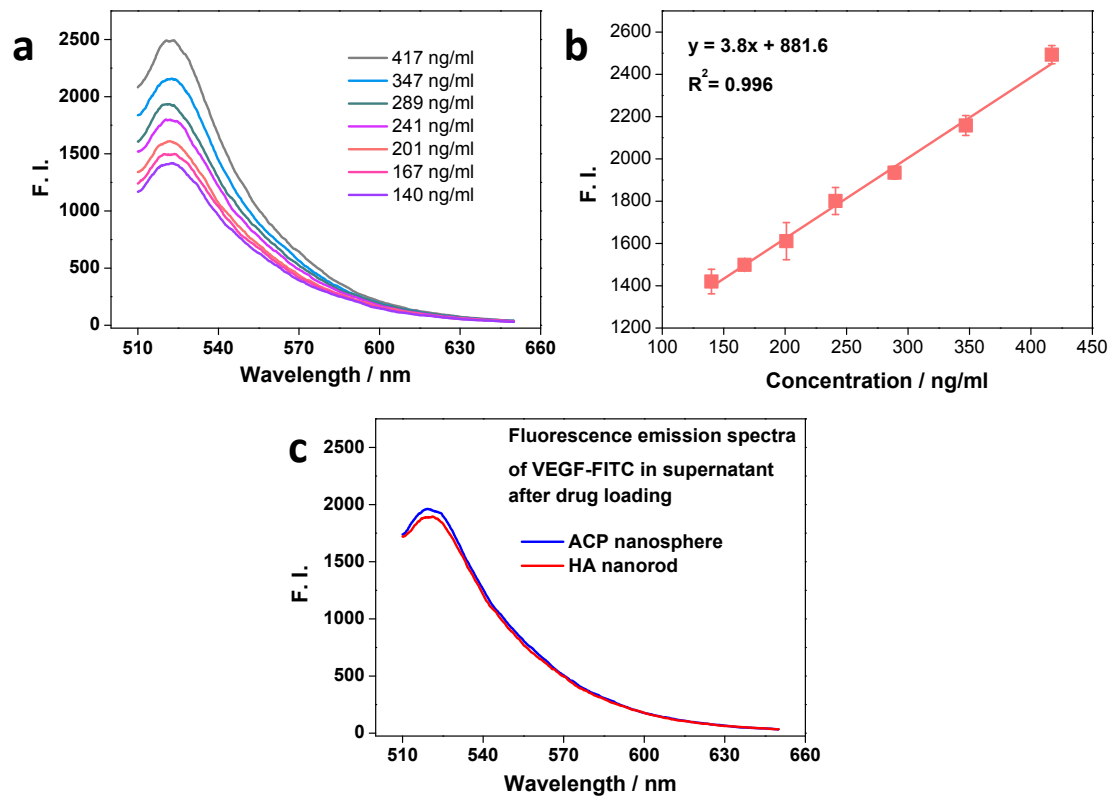 a
2500
2000
1500
1000
500
0
F. I.
510 540 570 600 630 660
Wavelength / nm
417 ng/ml
347 ng/ml
289 ng/ml
241 ng/ml
201 ng/ml
167 ng/ml
140 ng/ml
b
y = 3.8x + 881.6
R² = 0.996
2600
2400
2200
2000
1800
1600
1400
1200
F. I.
100 150 200 250 300 350 400 450
Concentration / ng/ml
c
Fluorescence emission spectra
of VEGF-FITC in supernatant
after drug loading
ACP nanosphere
HA nanorod
2500
2000
1500
1000
500
0
F. I.
510 540 570 600 630 660
Wavelength / nm